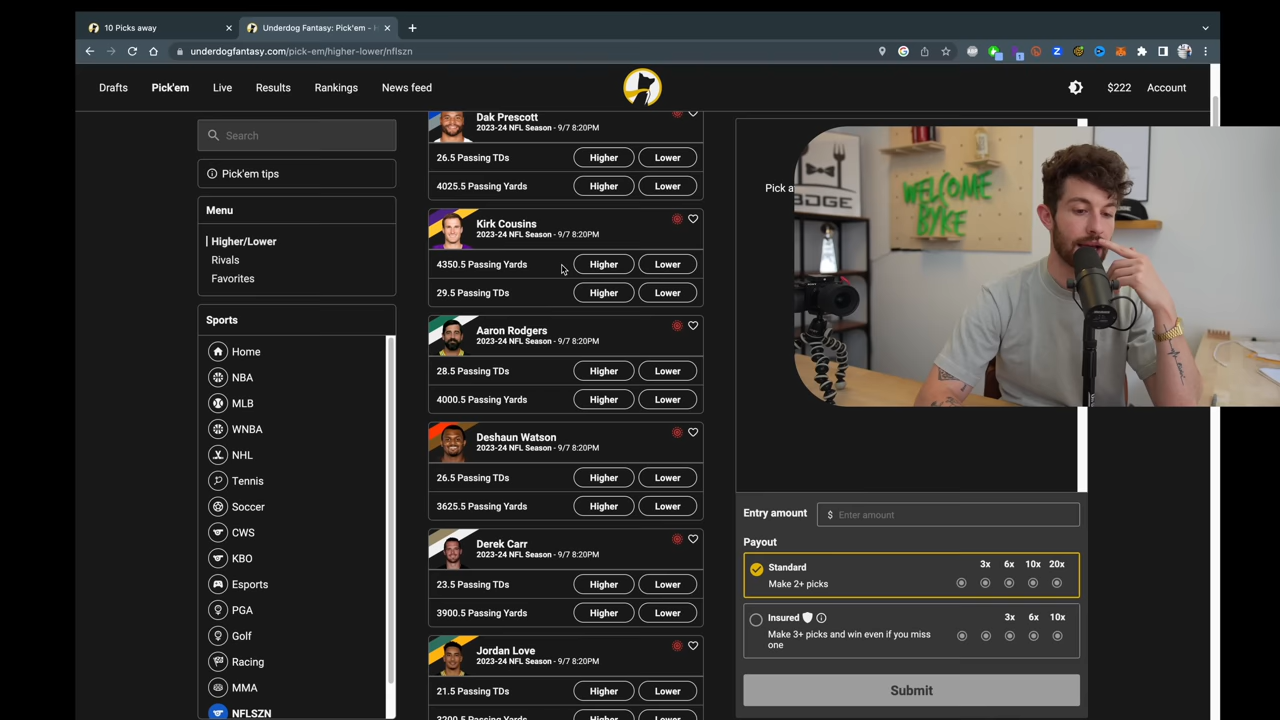 10 Picks away
Underdog Fantasy: Pick'em - H
underdogfantasy.com/pick-em/higher-lower/nflszn
Drafts
Pick'em
Live
Results
Rankings
News feed
$222
Account
Search
Pick'em tips
Menu
Higher/Lower
Rivals
Favorites
Sports
Home
NBA
MLB
WNBA
NHL
Tennis
Soccer
CWS
KBO
Esports
PGA
Golf
Racing
MMA
NFLSZN
Dak Prescott
2023-24 NFL Season - 9/7 8:20PM
26.5 Passing TDs Higher Lower
4025.5 Passing Yards Higher Lower
Kirk Cousins
2023-24 NFL Season - 9/7 8:20PM
4350.5 Passing Yards Higher Lower
29.5 Passing TDs Higher Lower
Aaron Rodgers
2023-24 NFL Season - 9/7 8:20PM
28.5 Passing TDs Higher Lower
4000.5 Passing Yards Higher Lower
Deshaun Watson
2023-24 NFL Season - 9/7 8:20PM
26.5 Passing TDs Higher Lower
3625.5 Passing Yards Higher Lower
Derek Carr
2023-24 NFL Season - 9/7 8:20PM
23.5 Passing TDs Higher Lower
3900.5 Passing Yards Higher Lower
Jordan Love
2023-24 NFL Season - 9/7 8:20PM
21.5 Passing TDs Higher Lower
3200.5 Passing Yards Higher Lower
Pick a
BDGE
WELCOME
BYKE
Entry amount
$ Enter amount
Payout
Standard
Make 2+ picks
3x 6x 10x 20x
Insured
Make 3+ picks and win even if you miss
one
3x 6x 10x
Submit